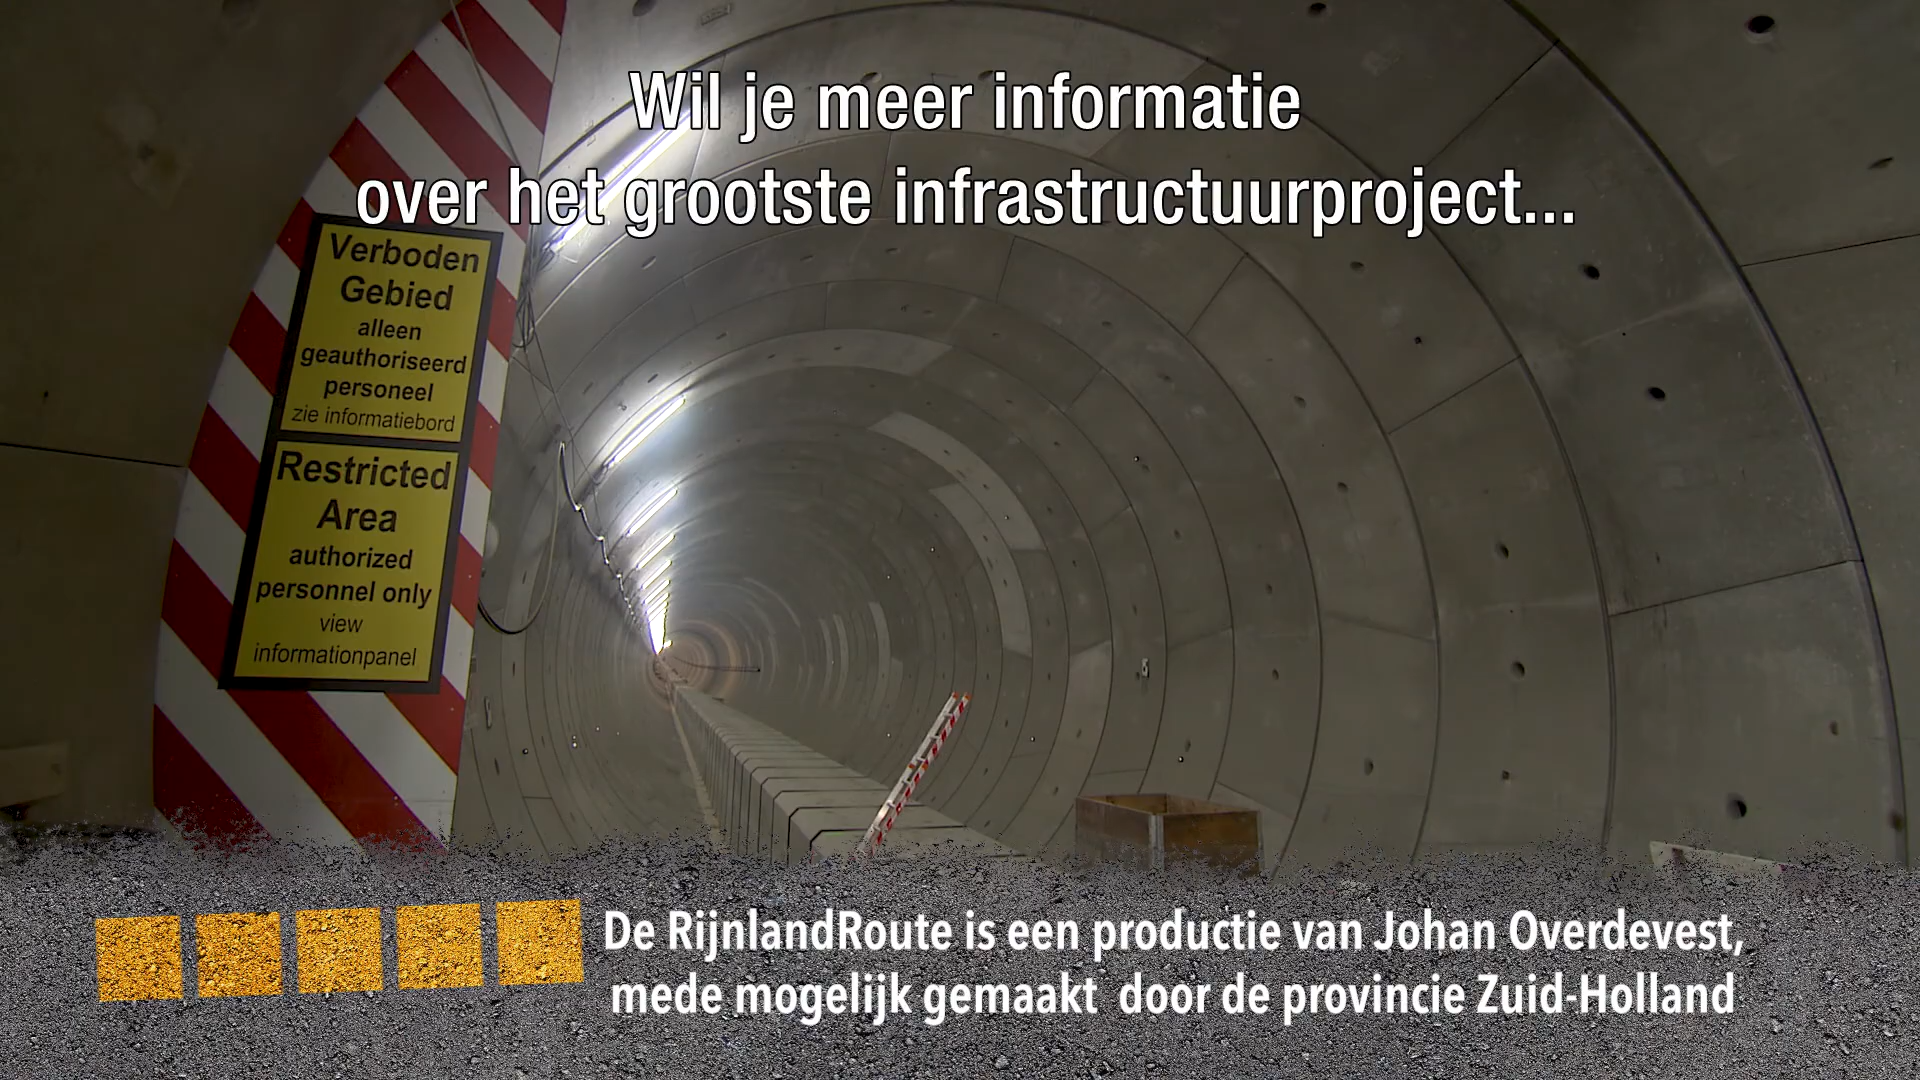 Wil je meer informatie
over het grootste infrastructuurproject...
Verboden
Gebied
alleen
geauthoriseerd
personeel
zie informatiebord
Restricted
Area
authorized
personnel only
view
informationpanel
De RijnlandRoute is een productie van Johan Overdevest,
mede mogelijk gemaakt door de provincie Zuid-Holland